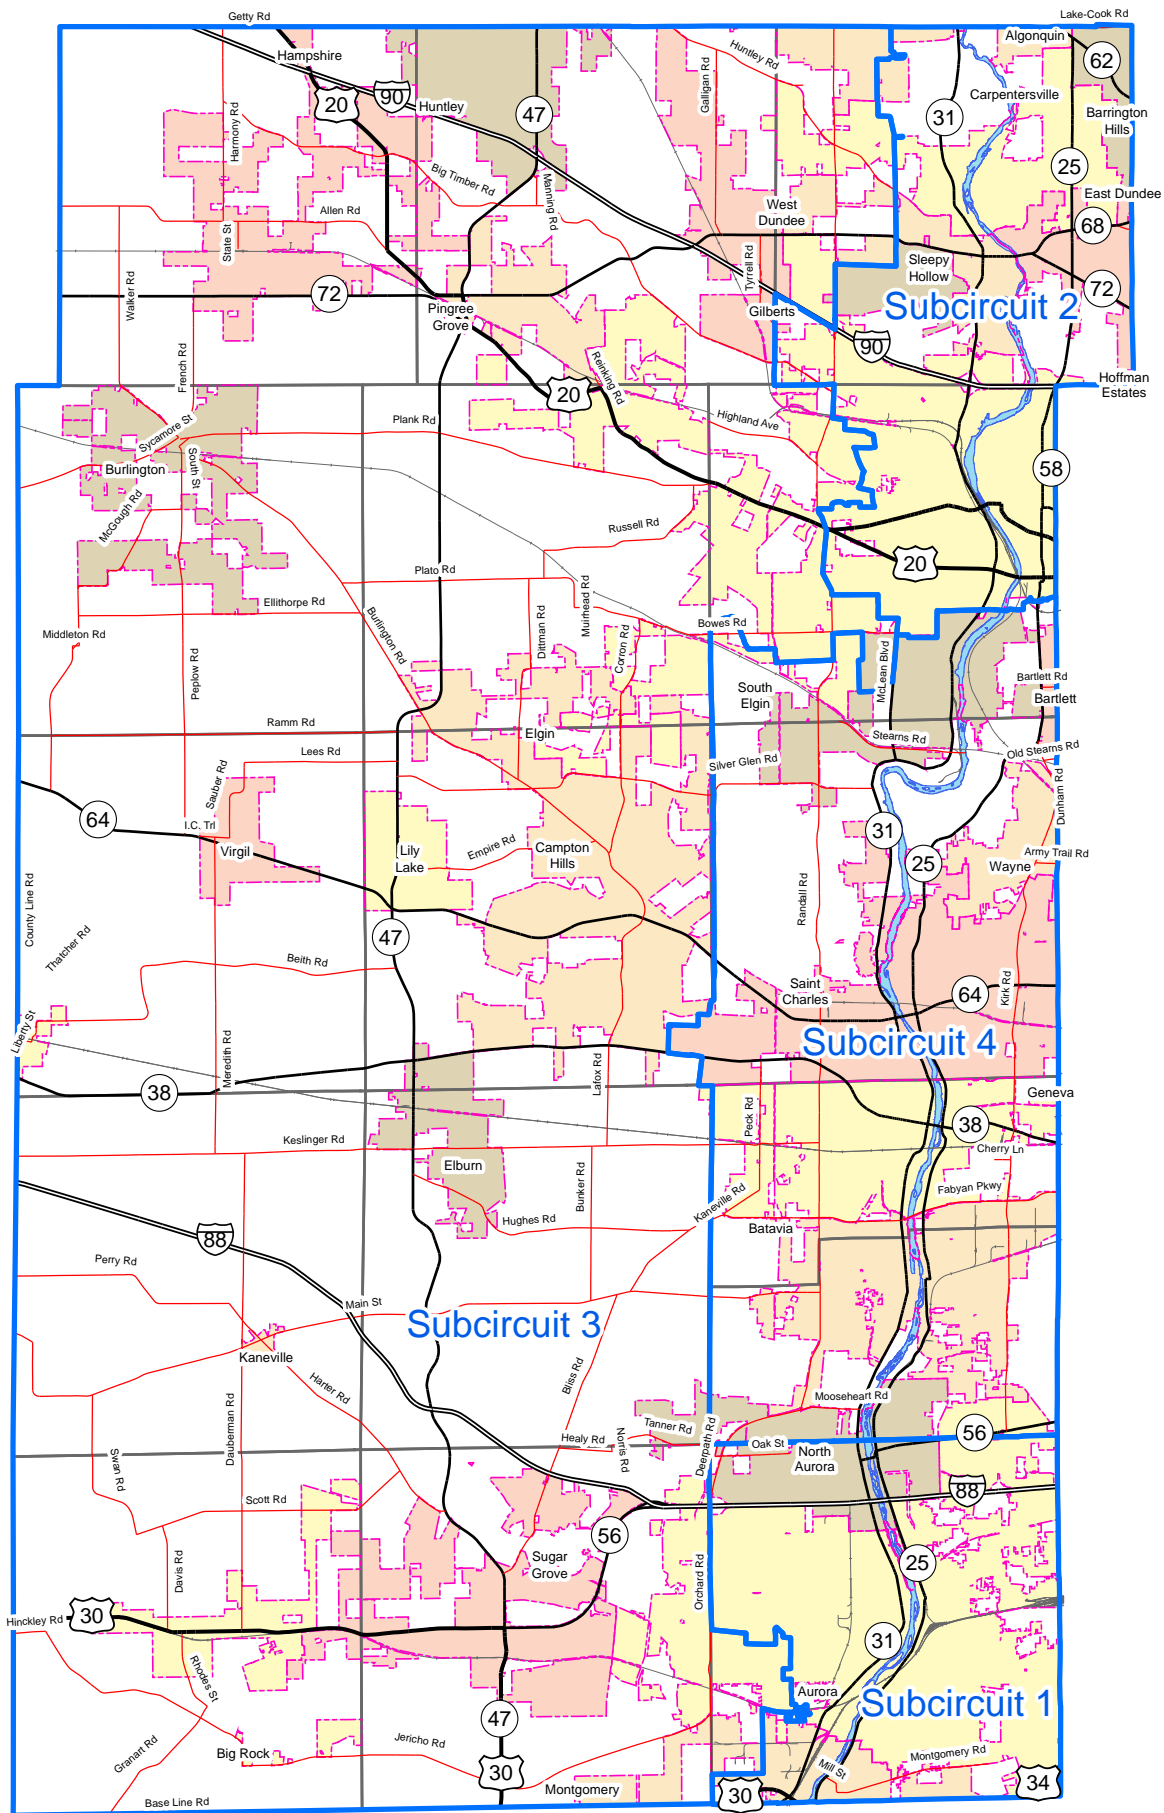 Getty Rd
Lake-Cook Rd
Hampshire
Algonquin
Huntley Rd
62
20
90
Huntley
47
Galligan Rd
Carpentersville
31
Barrington
Hills
Harmony Rd
25
Big Timber Rd
Manning Rd
East Dundee
West
Dundee
Allen Rd
State St
68
Sleepy
Hollow
Tyrrell Rd
Walker Rd
72
72
Pingree
Grove
Gilberts
Subcircuit 2
90
French Rd
Reinking Rd
Hoffman
Estates
20
Plank Rd
Highland Ave
Sycamore St
South St
Burlington
58
McGough Rd
Russell Rd
20
Plato Rd
Ellithorpe Rd
Burlington Rd
Dittman Rd
Muirhead Rd
Corron Rd
Bowes Rd
Middleton Rd
Peplow Rd
McLean Blvd
South
Elgin
Bartlett Rd
Bartlett
Ramm Rd
Elgin
Stearns Rd
Old Stearns Rd
Lees Rd
Silver Glen Rd
Sauber Rd
Dunham Rd
64
I.C. Trl
Virgil
Lily
Lake
Empire Rd
Campton
Hills
31
25
Wayne
Army Trail Rd
County Line Rd
Thatcher Rd
47
Randall Rd
Beith Rd
Saint
Charles
64
Kirk Rd
Liberty St
Subcircuit 4
Meredith Rd
Lafox Rd
38
Geneva
Peck Rd
38
Keslinger Rd
Cherry Ln
Elburn
Bunker Rd
Kaneville Rd
Fabyan Pkwy
88
Hughes Rd
Batavia
Perry Rd
Main St
Subcircuit 3
Kaneville
Harter Rd
Bliss Rd
Mooseheart Rd
Dauberman Rd
Tanner Rd
Deerpath Rd
56
Swan Rd
Healy Rd
Norris Rd
Oak St
North
Aurora
88
Scott Rd
56
Davis Rd
Sugar
Grove
25
Orchard Rd
Hinckley Rd
30
31
Rhodes St
Aurora
Subcircuit 1
47
Granart Rd
Big Rock
Jericho Rd
Montgomery Rd
Mill St
30
34
Montgomery
30
Base Line Rd